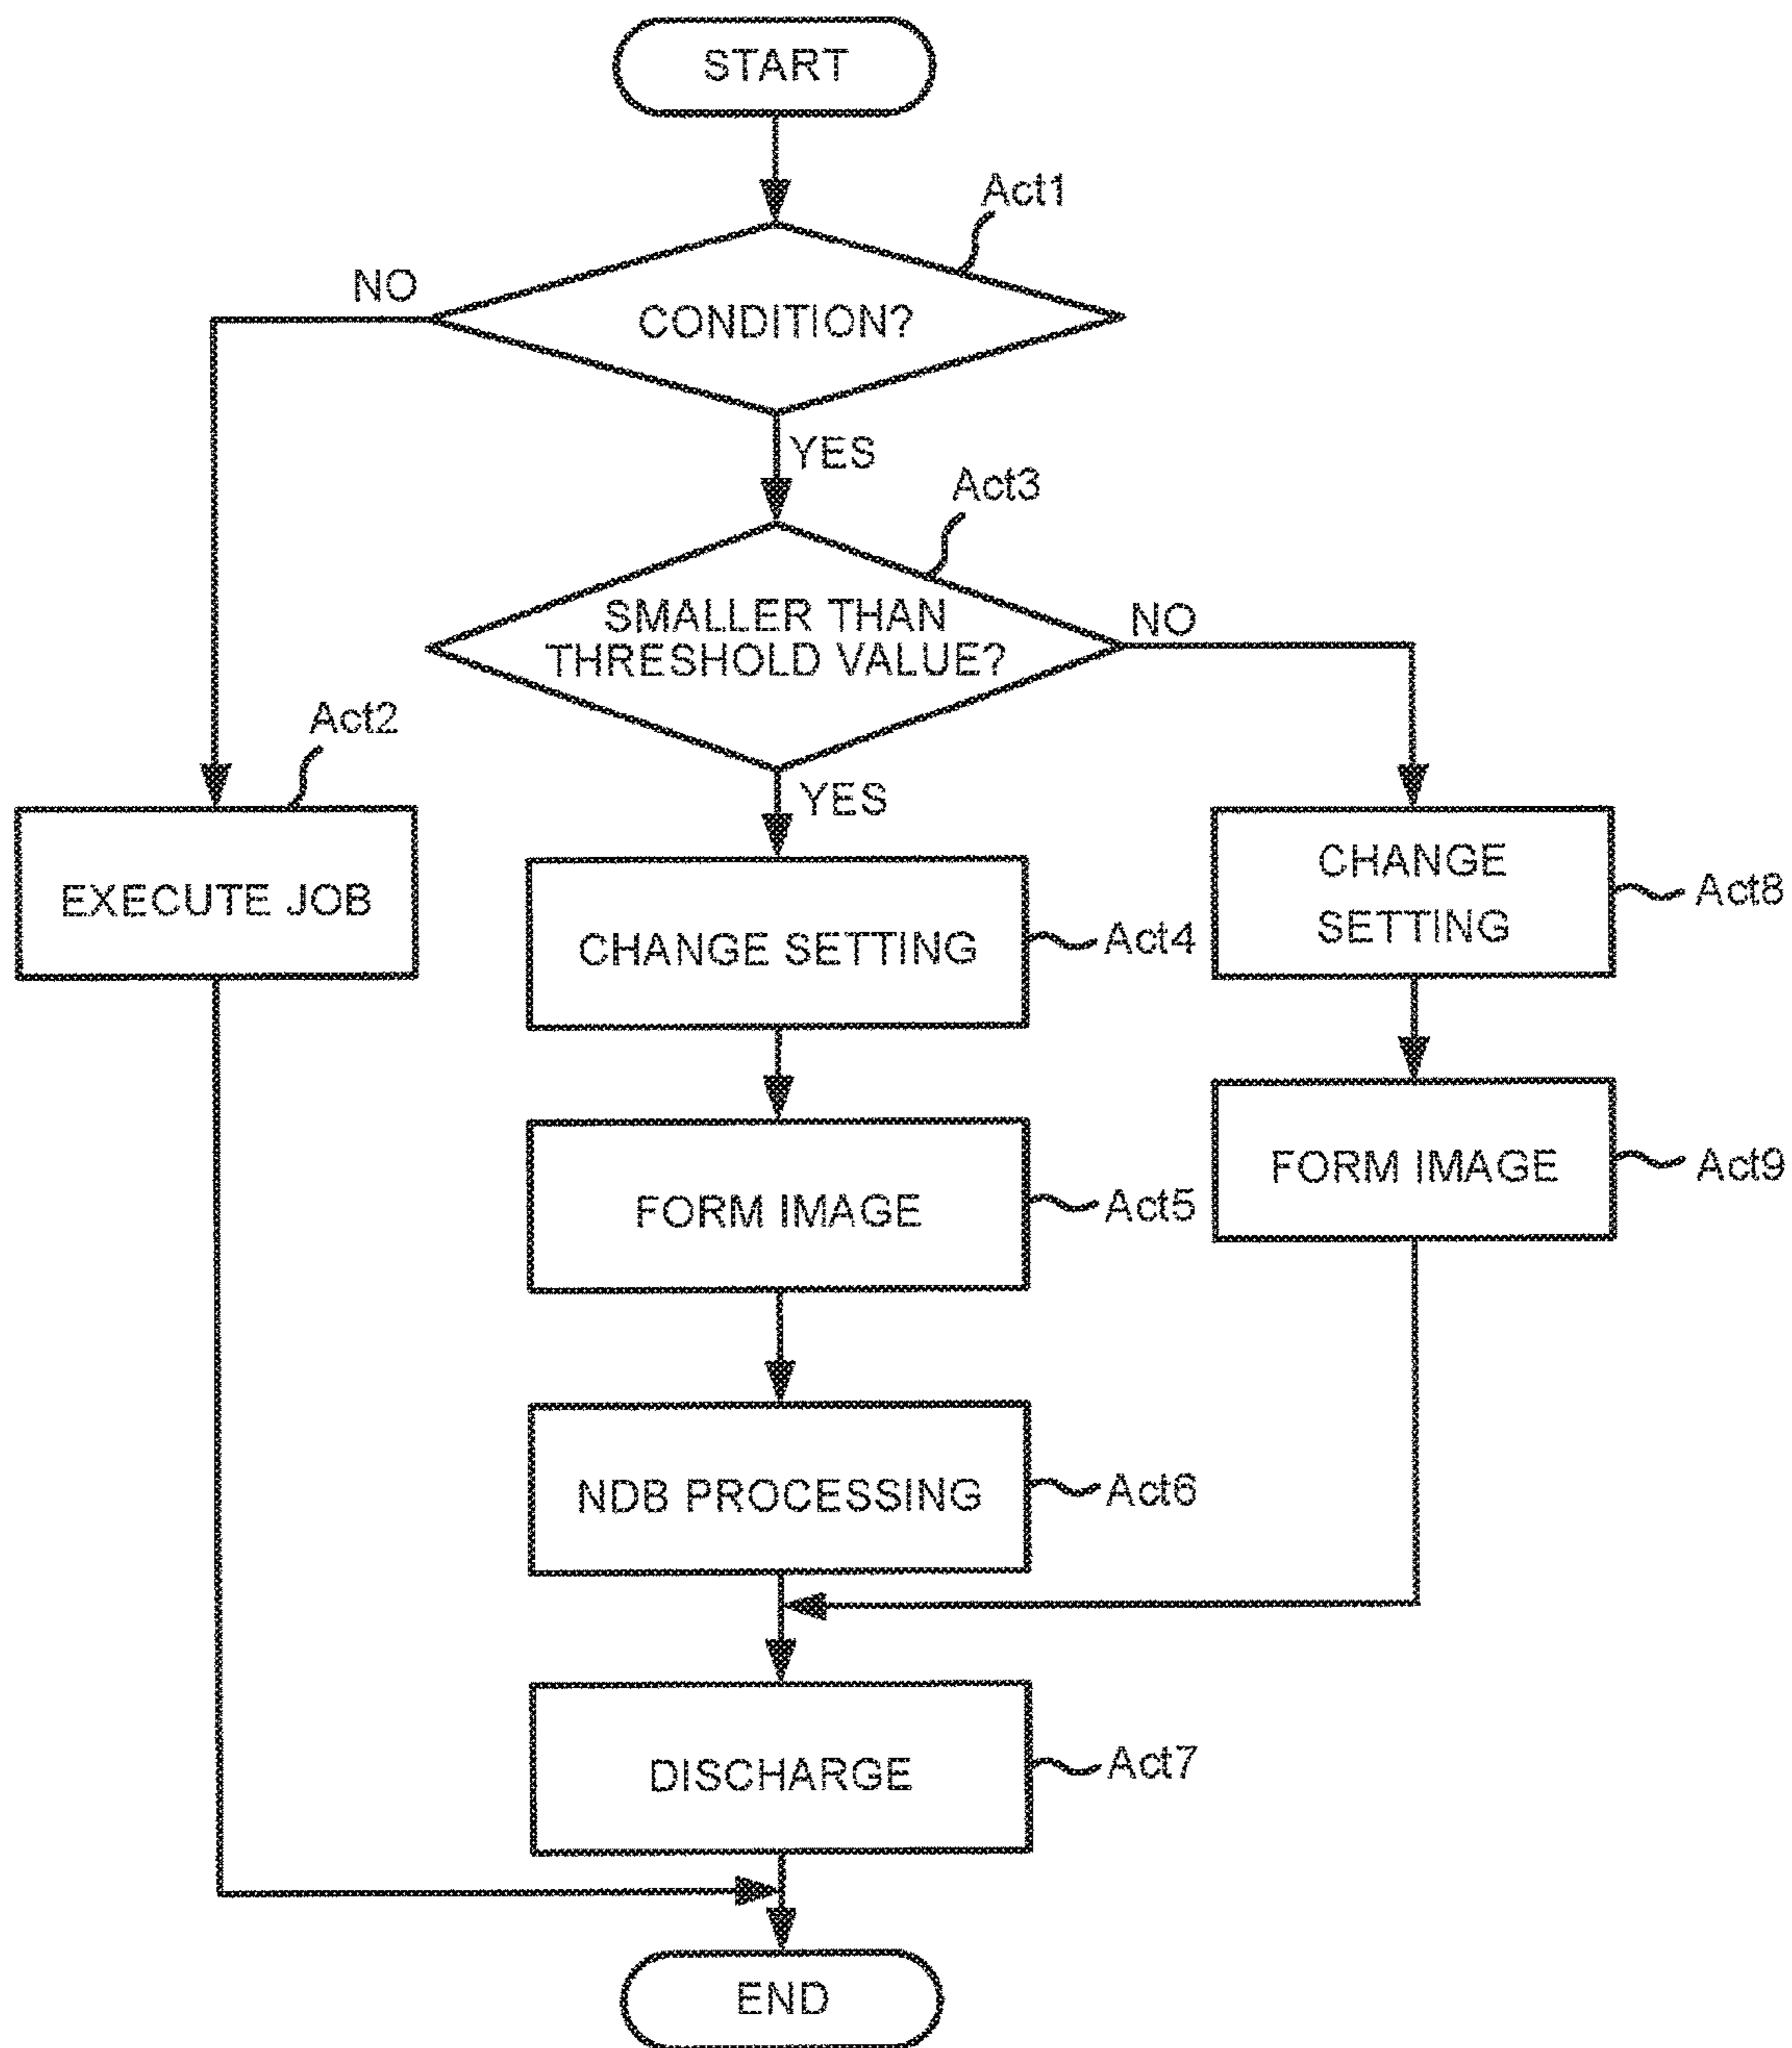 START
Act1
NO
CONDITION?
YES
Act3
SMALLER THAN
THRESHOLD VALUE?
NO
Act2
YES
EXECUTE JOB
CHANGE SETTING
Act4
CHANGE
SETTING
Act8
FORM IMAGE
Act5
FORM IMAGE
Act9
NDB PROCESSING
Act6
DISCHARGE
Act7
END